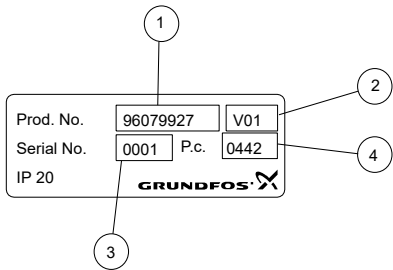 1
2
Prod. No. 96079927 V01
Serial No. 0001 P.c. 0442
4
IP 20 GRUNDFOS
3